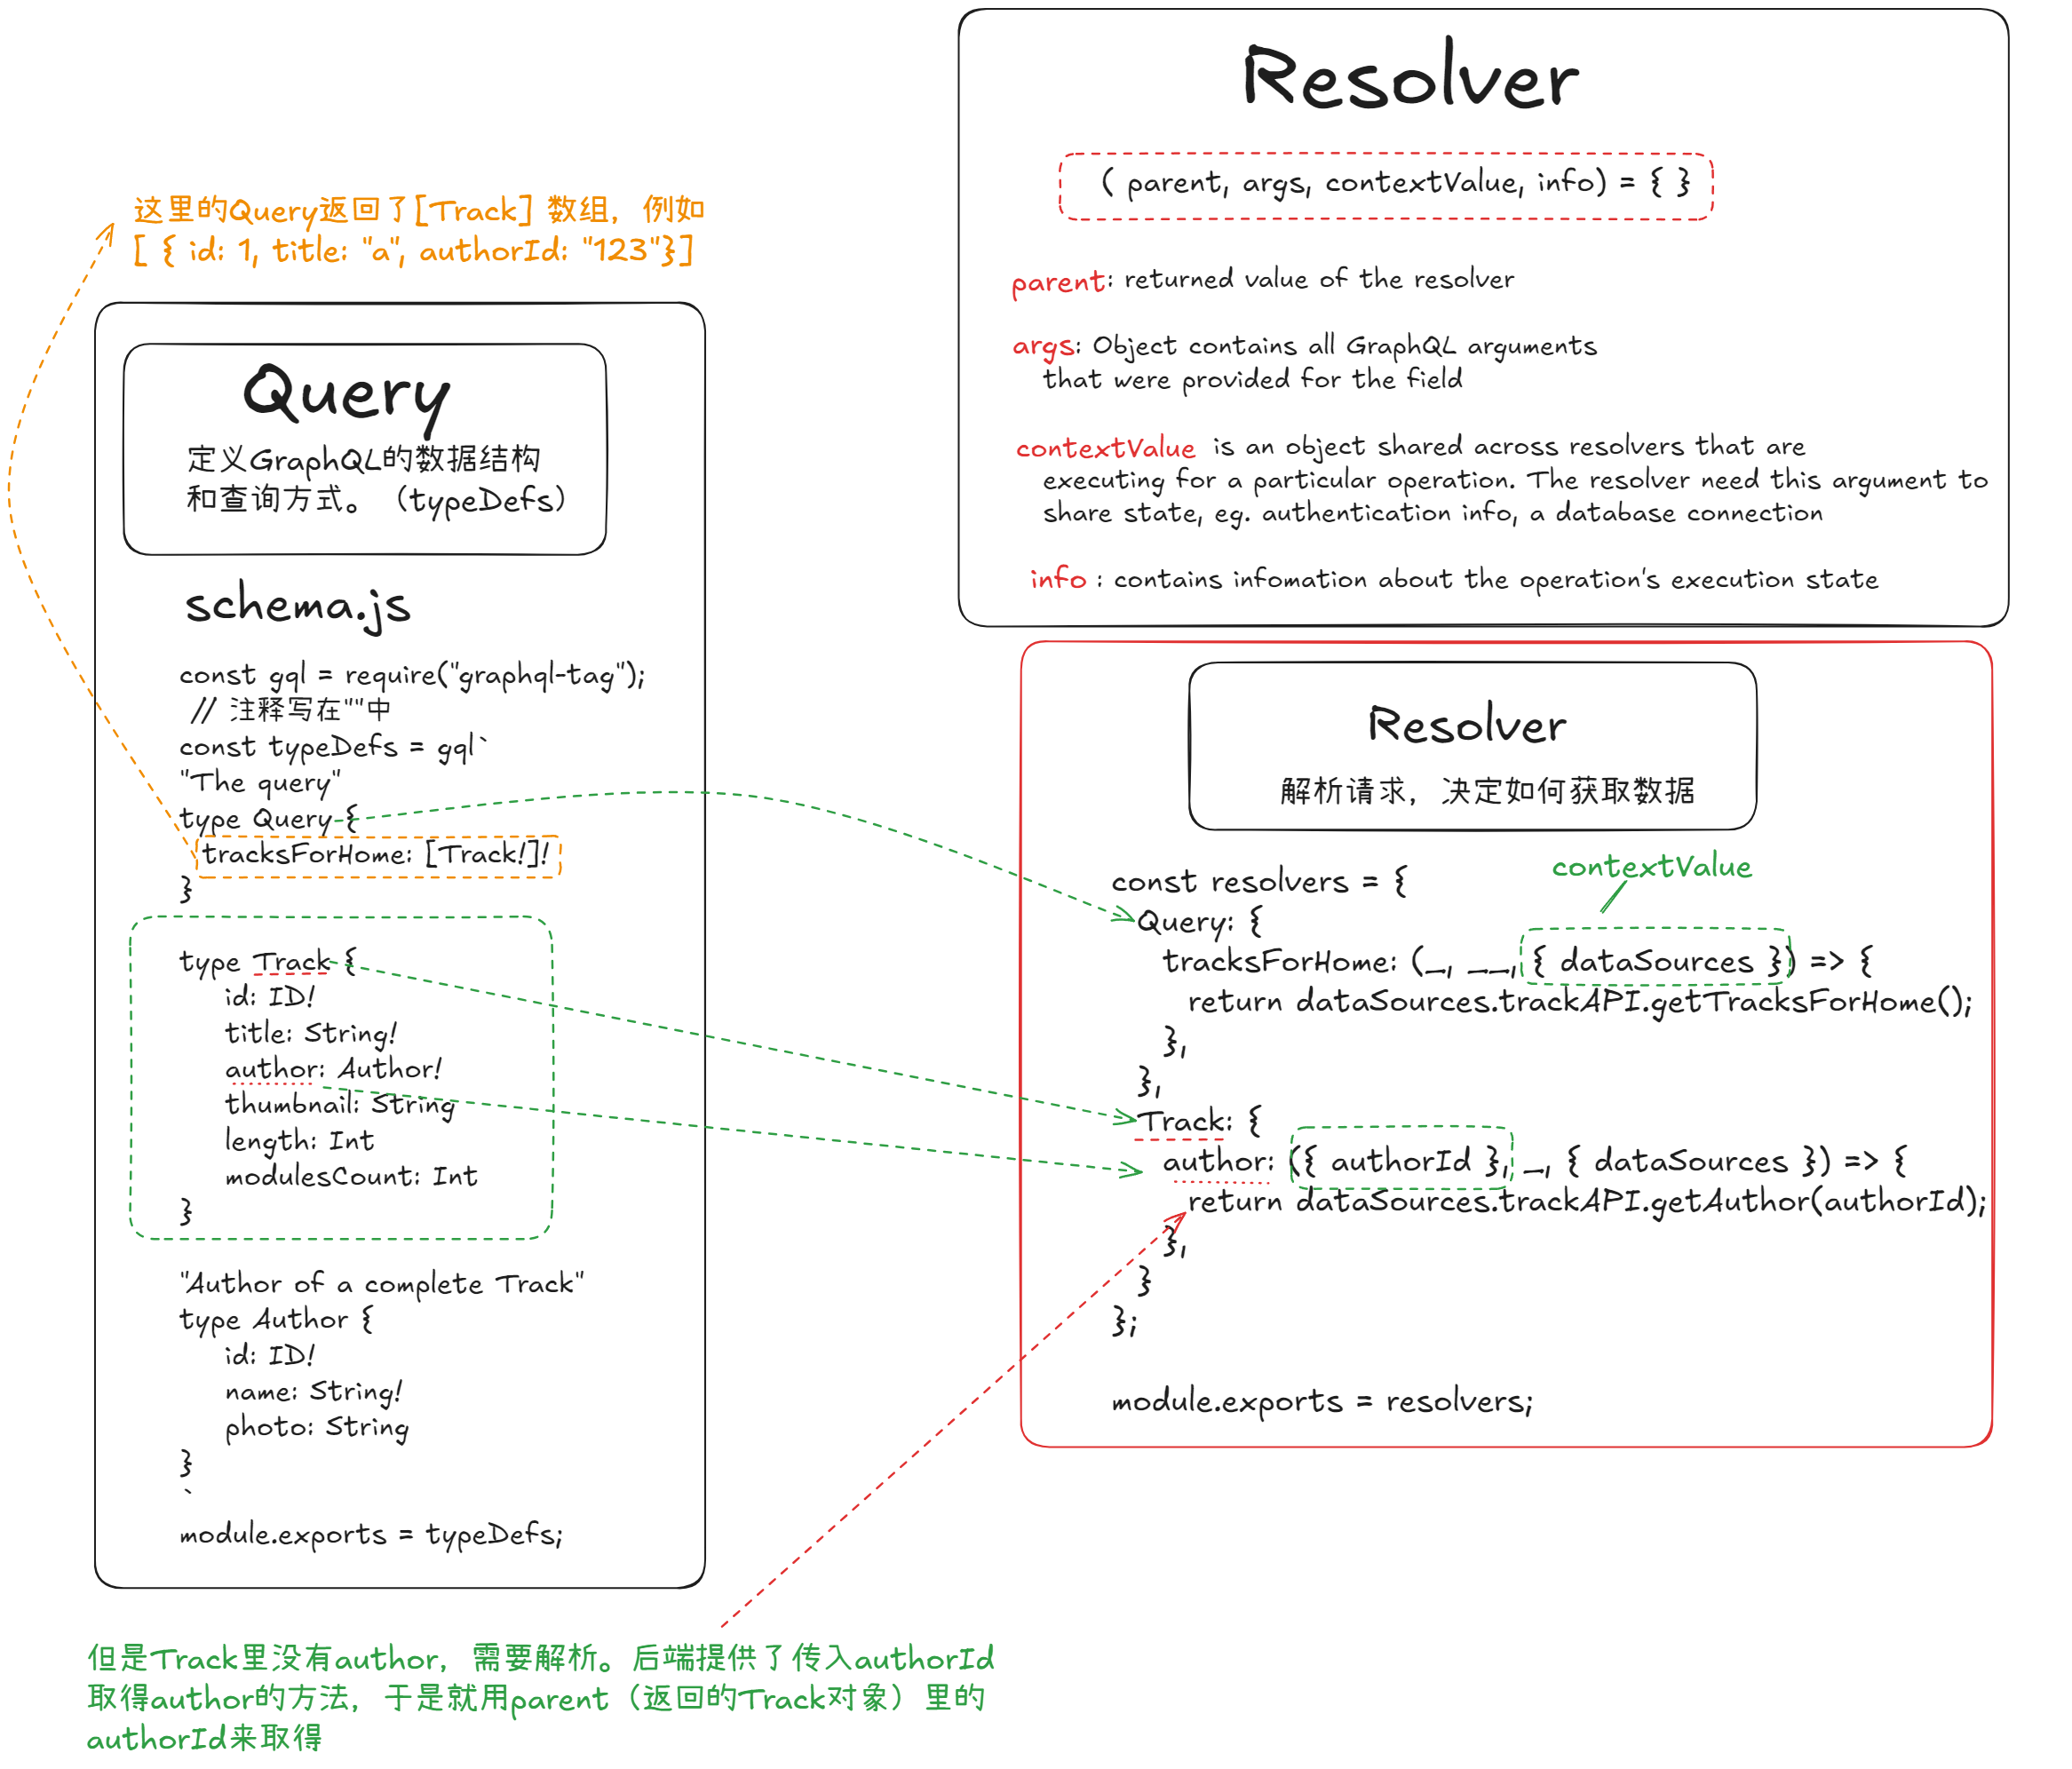 这里的Query返回了[Track] 数组，例如
[ { id: 1, title: "a", authorId: "123"}]
Query
定义GraphQL的数据结构
和查询方式。（typeDefs）
schema.js
const gql = require("graphql-tag");
// 注释写在""中
const typeDefs = gql`
"The query"
type Query {
tracksForHome: [Track!]!
}
type Track {
id: ID!
title: String!
author: Author!
thumbnail: String
length: Int
modulesCount: Int
}
"Author of a complete Track"
type Author {
id: ID!
name: String!
photo: String
}
`
module.exports = typeDefs;
但是Track里没有author，需要解析。后端提供了传入authorId
取得author的方法，于是就用parent（返回的Track对象）里的
authorId来取得
Resolver
( parent, args, contextValue, info) = { }
parent: returned value of the resolver
args: Object contains all GraphQL arguments
that were provided for the field
contextValue is an object shared across resolvers that are
executing for a particular operation. The resolver need this argument to
share state, eg. authentication info, a database connection
info : contains infomation about the operation's execution state
Resolver
解析请求，决定如何获取数据
contextValue
const resolvers = {
Query: {
tracksForHome: (_, __, { dataSources }) => {
return dataSources.trackAPI.getTracksForHome();
},
},
Track: {
author: ({ authorId }, _, { dataSources }) => {
return dataSources.trackAPI.getAuthor(authorId);
},
}
};
module.exports = resolvers;